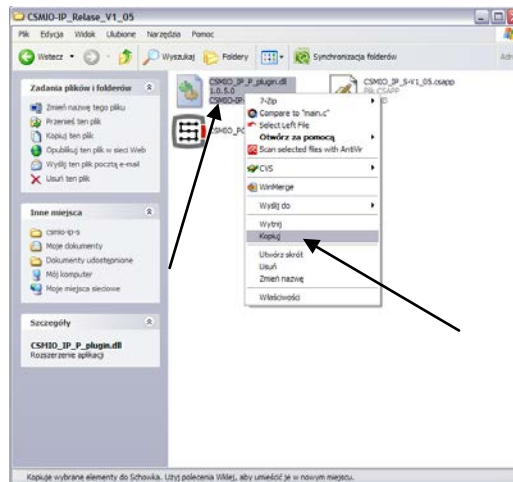 CSMIO-IP_Relase_V1_05
Plik Edycja Widok Ulubione Narzędzia Pomoc
Wstecz Wyszukaj Foldery Synchronizacja folderów
Zadania plików i folderów
Zmień nazwę tego pliku
Przenieś ten plik
Kopiuj ten plik
Opublikuj ten plik w sieci Web
Wyślij ten plik pocztą e-mail
Usuń ten plik
Inne miejsca
csmio-ip-s
Moje dokumenty
Dokumenty udostępnione
Mój komputer
Moje miejsca sieciowe
Szczegóły
CSMIO_IP_P_plugin.dll
Rozszerzenie aplikacji
CSMIO_IP_P_plugin.dll
1.0.5.0
CSMIO-IP
CSMIO_IP_S-V1_05.csapp
Plik CSAPP
7-Zip
Compare to "main.c"
Select Left File
Otwórz za pomocą
Scan selected files with AntiVir
CVS
WinMerge
Wyślij do
Wytnij
Kopiuj
Utwórz skrót
Usuń
Zmień nazwę
Właściwości
Kopiuje wybrane elementy do Schowka. Użyj polecenia Wklej, aby umieścić je w nowym miejscu.